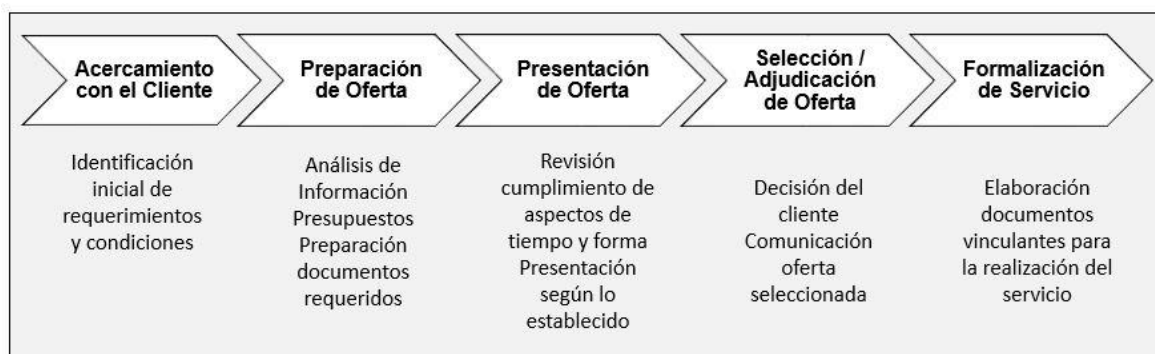 Acercamiento
con el Cliente
Preparación
de Oferta
Presentación
de Oferta
Selección /
Adjudicación
de Oferta
Formalización
de Servicio
Identificación
inicial de
requerimientos
y condiciones
Análisis de
Información
Presupuestos
Preparación
documentos
requeridos
Revisión
cumplimiento de
aspectos de
tiempo y forma
Presentación
según lo
establecido
Decisión del
cliente
Comunicación
oferta
seleccionada
Elaboración
documentos
vinculantes para
la realización del
servicio